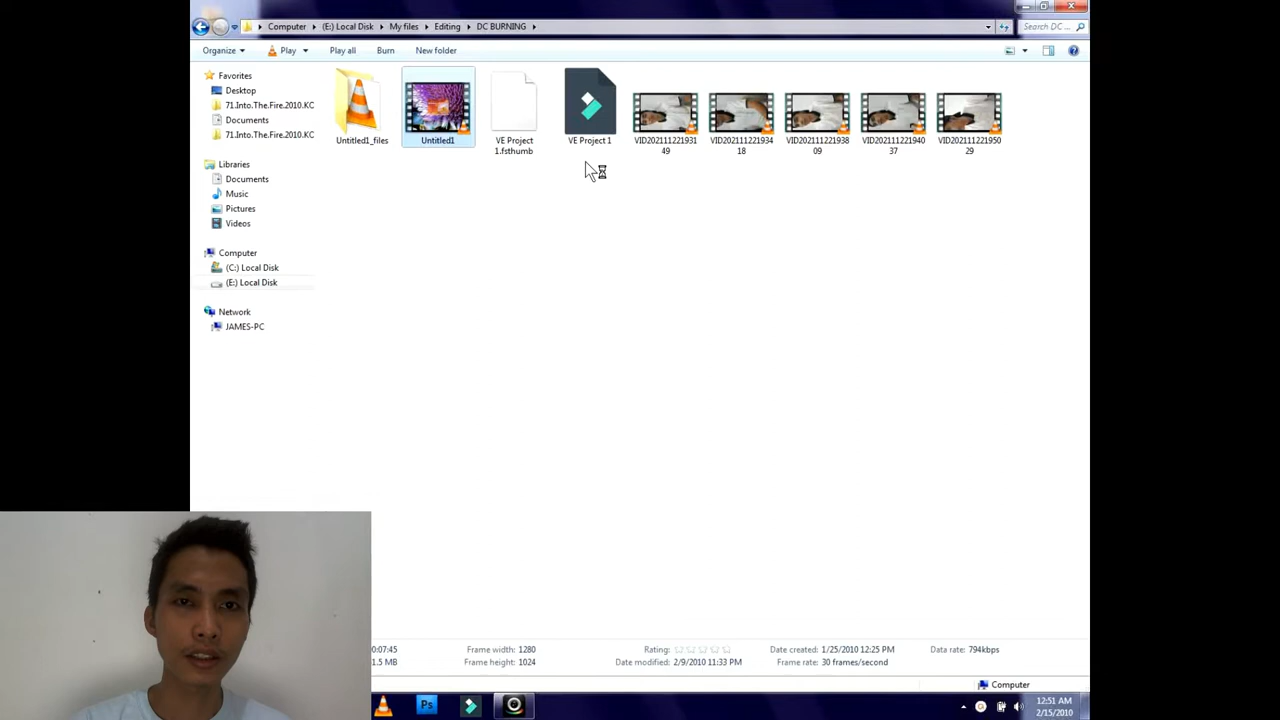 Computer (E:) Local Disk My files Editing DC BURNING
Search DC ...
Organize Play Play all Burn New folder
Favorites
Desktop
71.Into.The.Fire.2010.KC
Documents
71.Into.The.Fire.2010.KC
Libraries
Documents
Music
Pictures
Videos
Computer
(C:) Local Disk
(E:) Local Disk
Network
JAMES-PC
Untitled1_files
Untitled1
VE Project
1.fsthumb
VE Project 1
VID202111221931
49
VID202111221934
18
VID202111221938
09
VID202111221940
37
VID202111221950
29
0:07:45 Frame width: 1280 Rating: Date created: 1/25/2010 12:25 PM Data rate: 794kbps
1.5 MB Frame height: 1024 Date modified: 2/9/2010 11:33 PM Frame rate: 30 frames/second
Computer
Ps
12:51 AM
2/15/2010